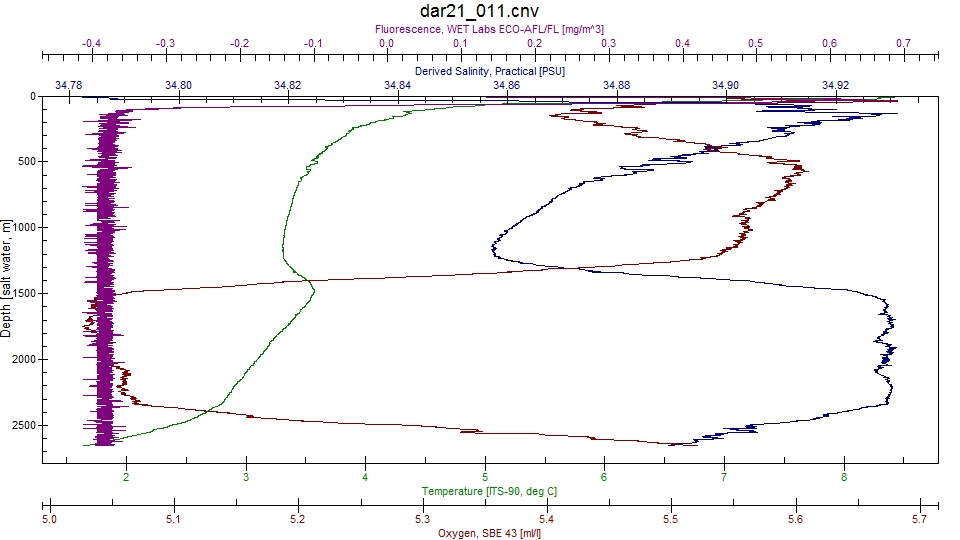 dar21_011.cnv
Fluorescence, WET Labs ECO-AFL/FL [mg/m^3]
-0.4 -0.3 -0.2 -0.1 0.0 0.1 0.2 0.3 0.4 0.5 0.6 0.7
Derived Salinity, Practical [PSU]
34.78 34.80 34.82 34.84 34.86 34.88 34.90 34.92
0
500
1000
1500
2000
2500
Depth [salt water, m]
2 3 4 5 6 7 8
Temperature [ITS-90, deg C]
5.0 5.1 5.2 5.3 5.4 5.5 5.6 5.7
Oxygen, SBE 43 [ml/l]